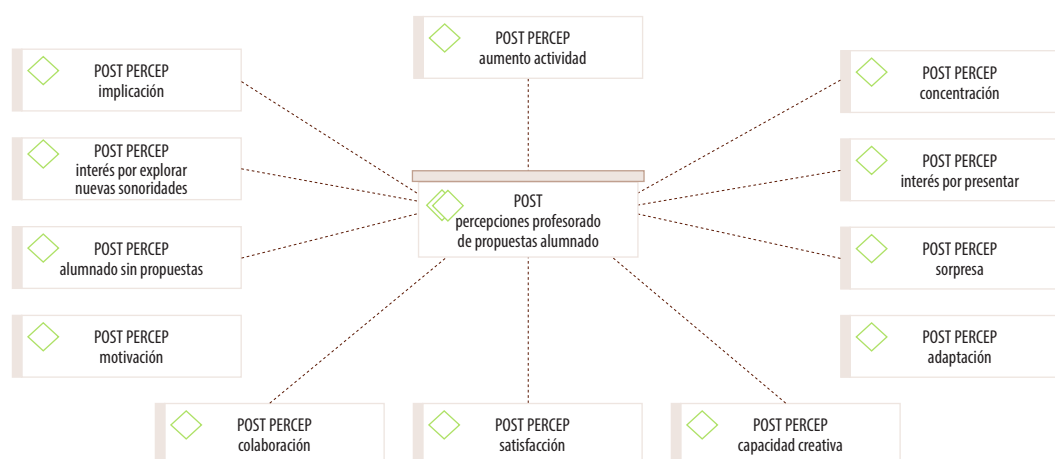 POST PERCEP
aumento actividad
POST PERCEP
implicación
POST PERCEP
concentración
POST PERCEP
interés por explorar
nuevas sonoridades
POST PERCEP
interés por presentar
POST
percepciones profesorado
de propuestas alumnado
POST PERCEP
alumnado sin propuestas
POST PERCEP
sorpresa
POST PERCEP
motivación
POST PERCEP
adaptación
POST PERCEP
colaboración
POST PERCEP
satisfacción
POST PERCEP
capacidad creativa